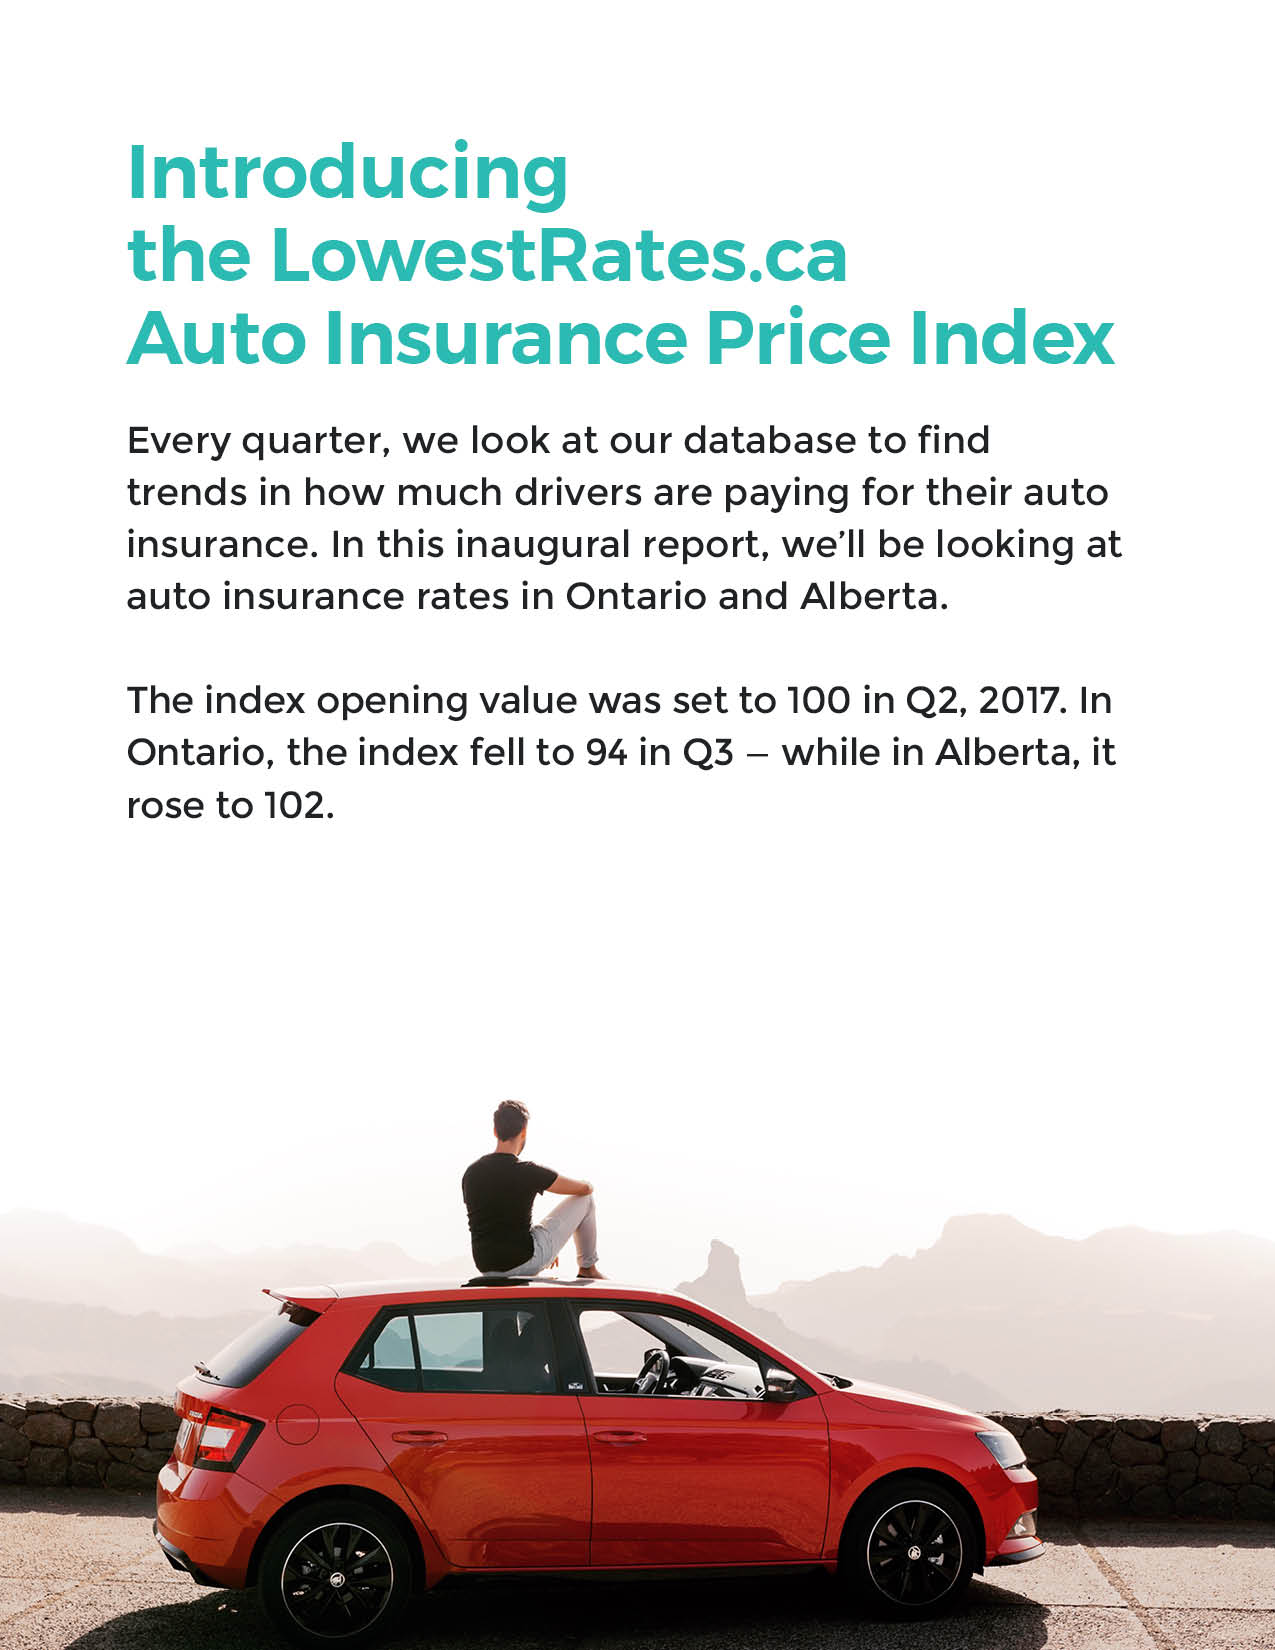 Introducing
the LowestRates.ca
Auto Insurance Price Index
Every quarter, we look at our database to find
trends in how much drivers are paying for their auto
insurance. In this inaugural report, we’ll be looking at
auto insurance rates in Ontario and Alberta.
The index opening value was set to 100 in Q2, 2017. In
Ontario, the index fell to 94 in Q3 — while in Alberta, it
rose to 102.